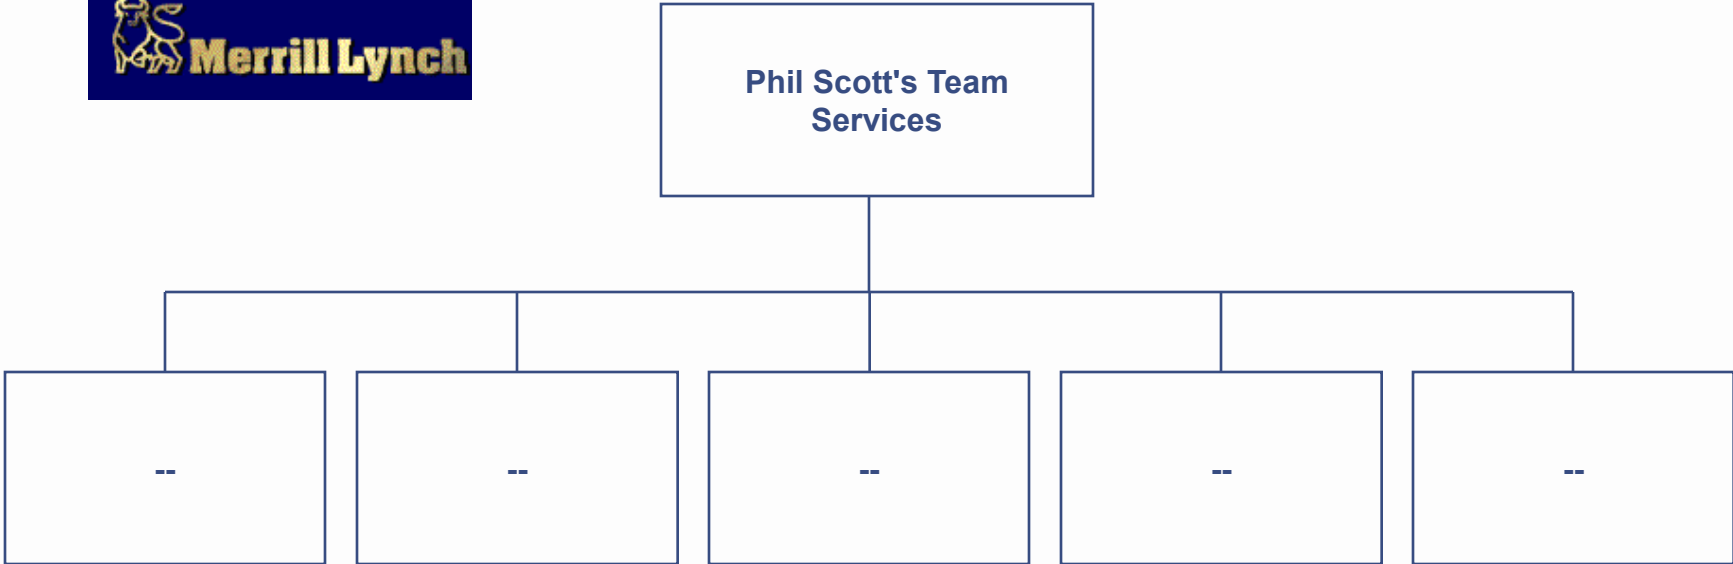 Merrill Lynch
Phil Scott's Team
Services
--
--
--
--
--